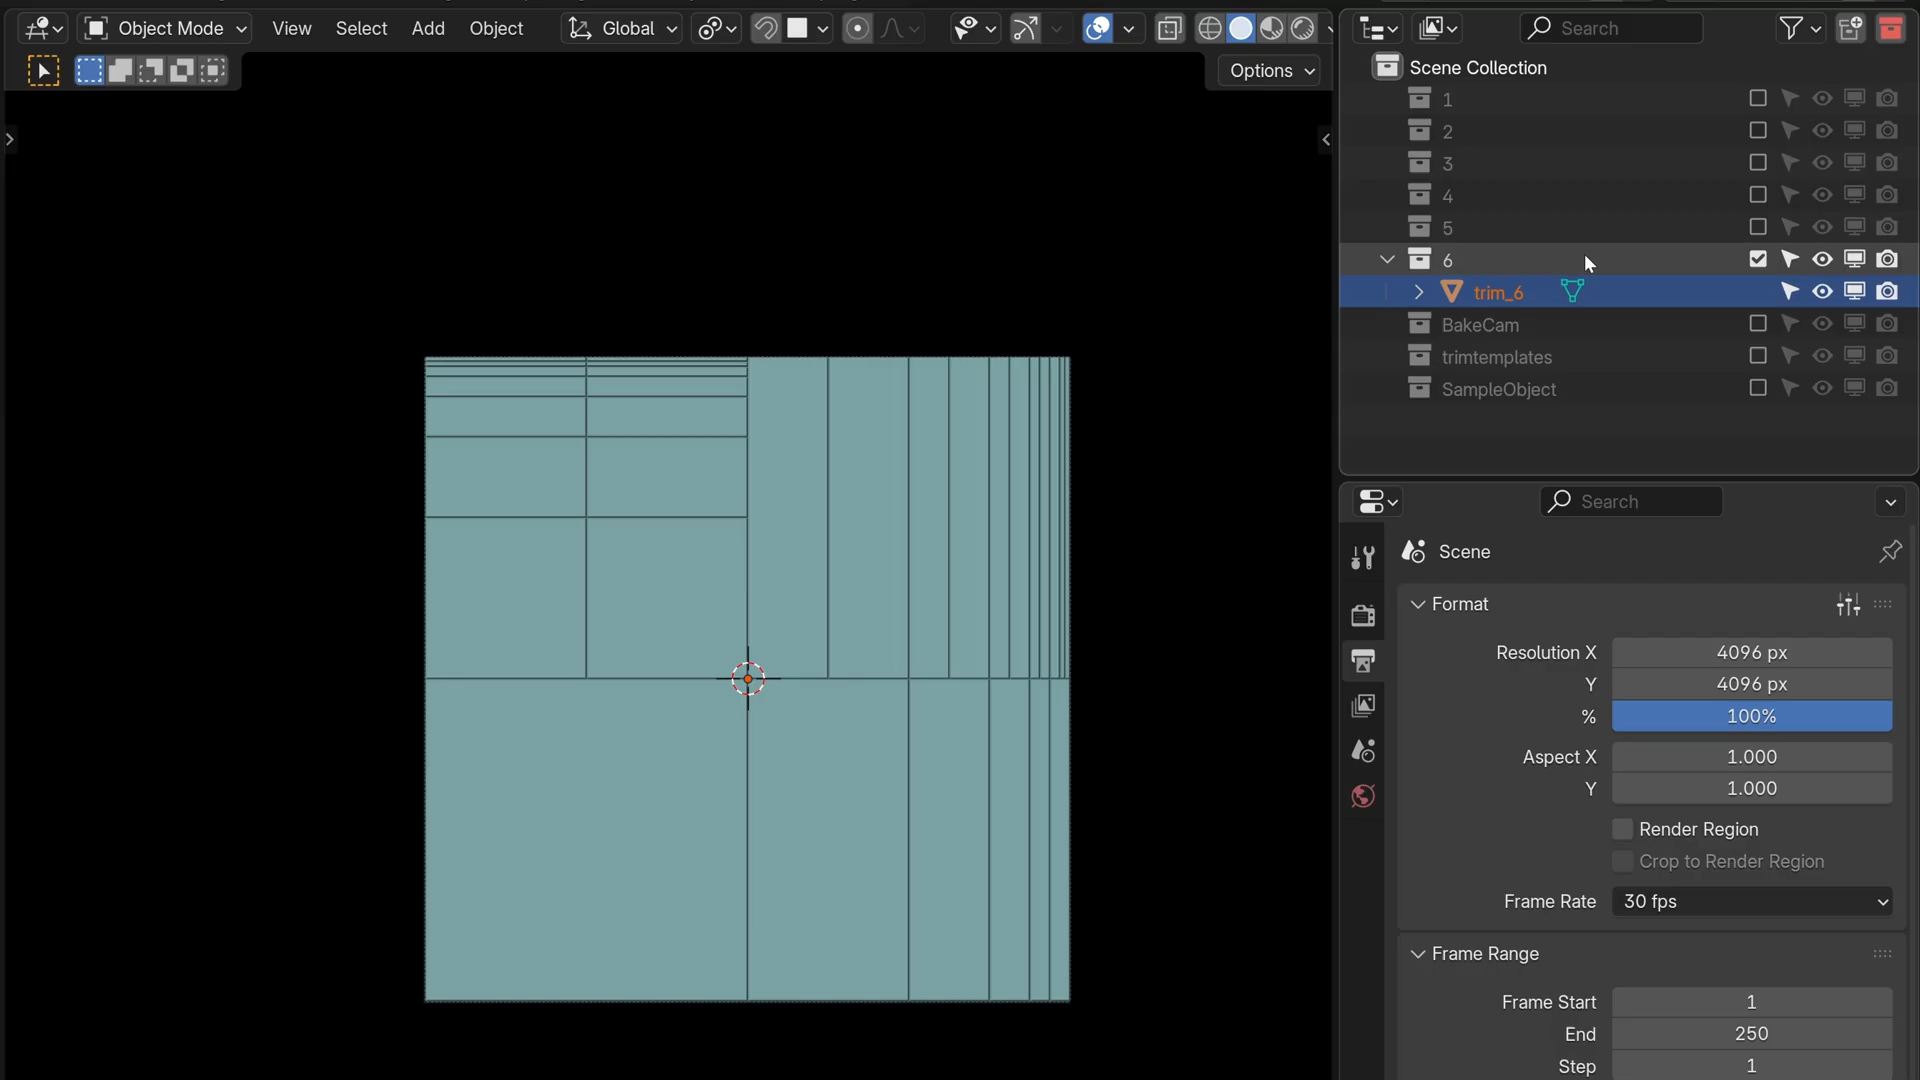 Object Mode View Select Add Object Global
Options
Search
Scene Collection
1
2
3
4
5
6
trim_6
BakeCam
trimtemplates
SampleObject
Search
Scene
Format
Resolution X 4096 px
Y 4096 px
% 100%
Aspect X 1.000
Y 1.000
Render Region
Crop to Render Region
Frame Rate 30 fps
Frame Range
Frame Start 1
End 250
Step 1